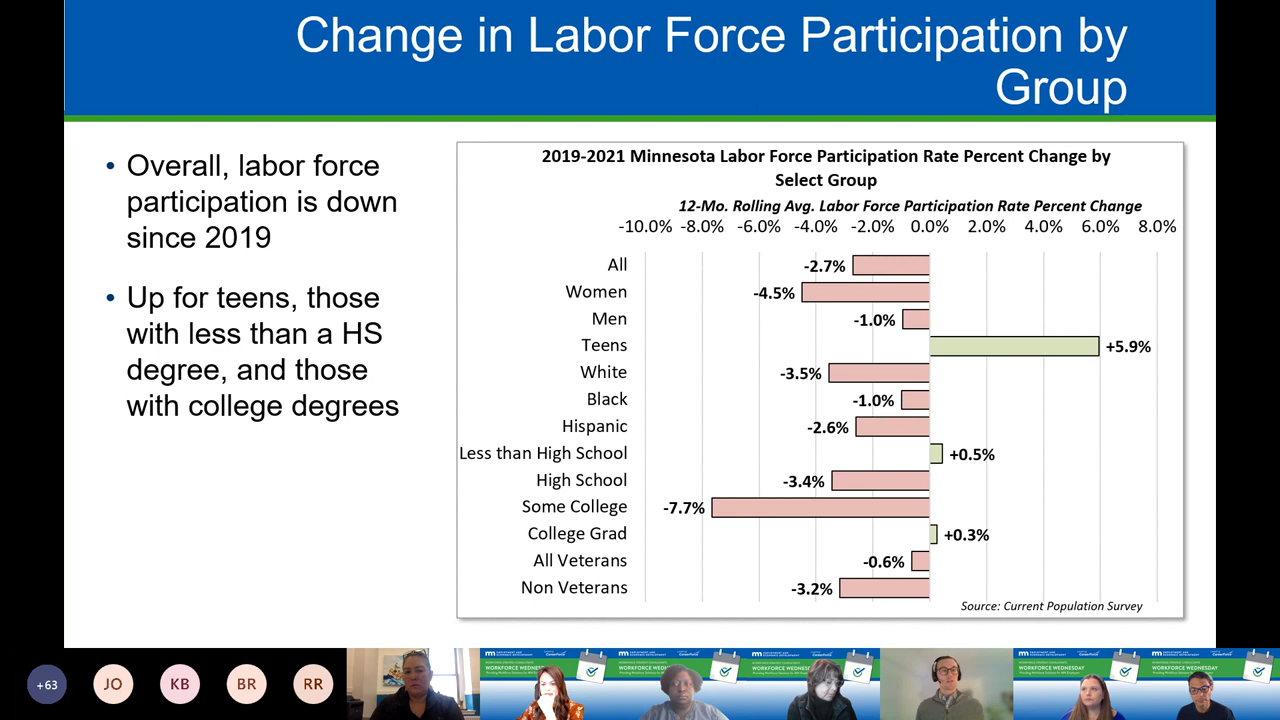 Change in Labor Force Participation by
Group
• Overall, labor force
participation is down
since 2019
• Up for teens, those
with less than a HS
degree, and those
with college degrees
2019-2021 Minnesota Labor Force Participation Rate Percent Change by
Select Group
12-Mo. Rolling Avg. Labor Force Participation Rate Percent Change
-10.0% -8.0% -6.0% -4.0% -2.0% 0.0% 2.0% 4.0% 6.0% 8.0%
All -2.7%
Women -4.5%
Men -1.0%
Teens +5.9%
White -3.5%
Black -1.0%
Hispanic -2.6%
Less than High School +0.5%
High School -3.4%
Some College -7.7%
College Grad +0.3%
All Veterans -0.6%
Non Veterans -3.2%
Source: Current Population Survey
+63 JO KB BR RR
WORKFORCE WEDNESDAY
WORKFORCE WEDNESDAY